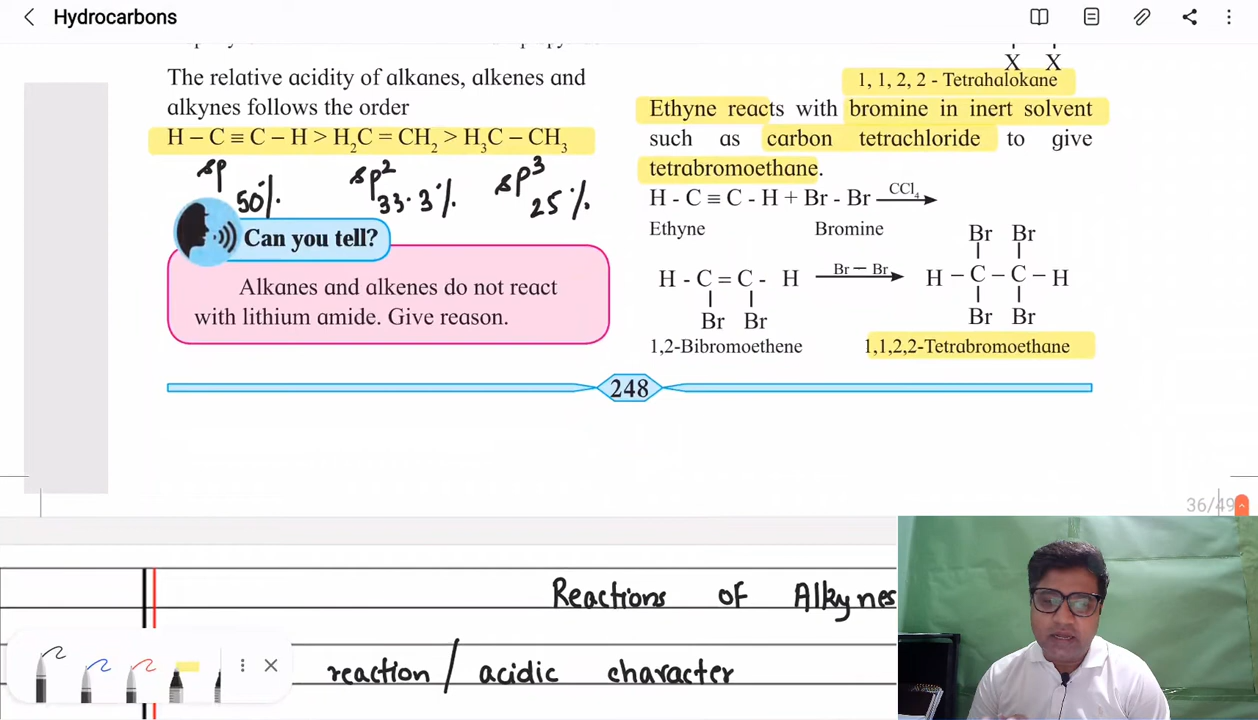 Hydrocarbons
The relative acidity of alkanes, alkenes and
alkynes follows the order
H – C ≡ C – H > H₂C = CH₂ > H₃C – CH₃
sp sp² sp³
50% 33.3% 25%
Can you tell?
Alkanes and alkenes do not react
with lithium amide. Give reason.
X X
1, 1, 2, 2 - Tetrahalokane
Ethyne reacts with bromine in inert solvent
such as carbon tetrachloride to give
tetrabromoethane.
H - C ≡ C - H + Br - Br CCl₄
Ethyne Bromine
Br Br
H - C = C - H Br – Br H – C – C – H
Br Br Br Br
1,2-Bibromoethene 1,1,2,2-Tetrabromoethane
248
36/49
Reactions of Alkynes
reaction / acidic character